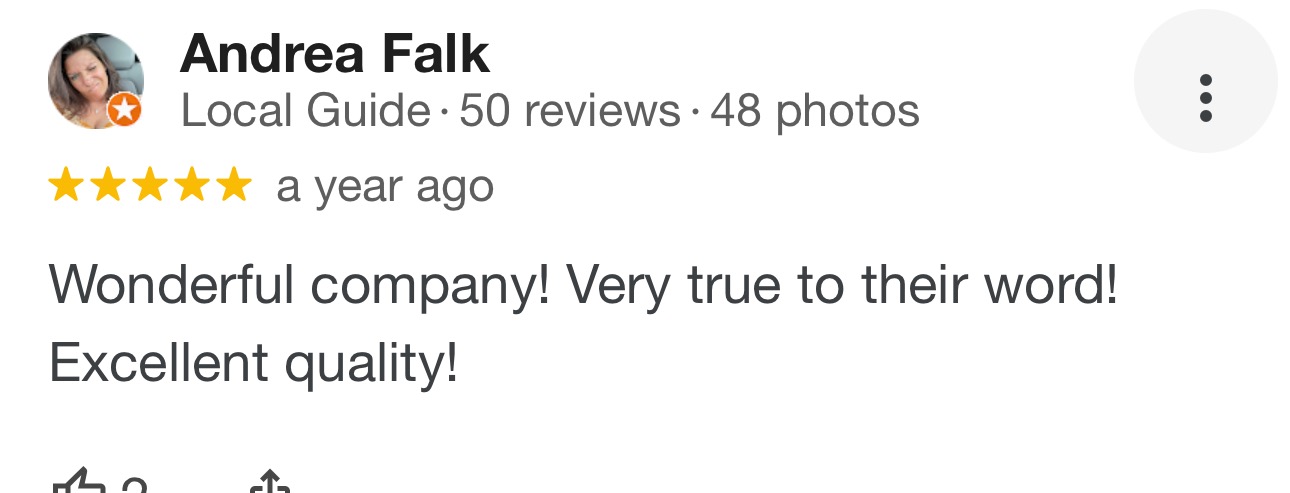 Andrea Falk
Local Guide · 50 reviews · 48 photos
a year ago
Wonderful company! Very true to their word!
Excellent quality!